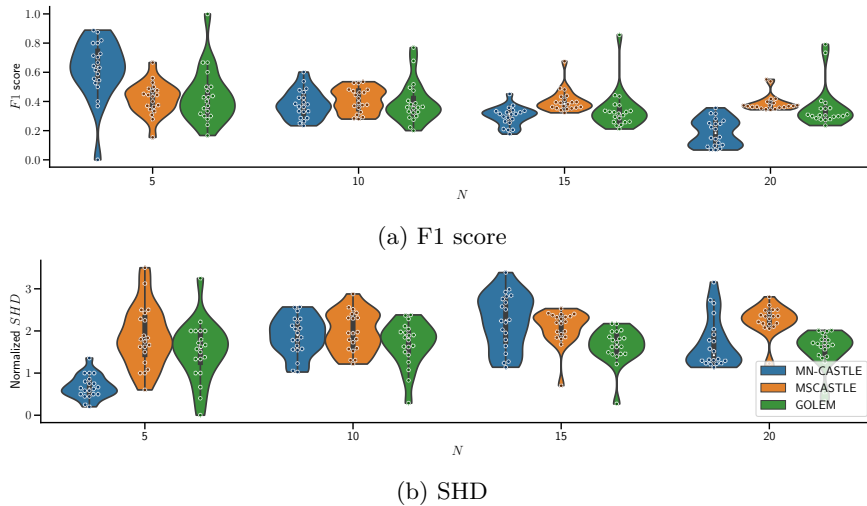 1.0
0.8
0.6
0.4
0.2
0.0
F1 score
5 10 15 20
N
(a) F1 score
3
2
1
0
Normalized SHD
MN-CASTLE
MSCASTLE
GOLEM
5 10 15 20
N
(b) SHD